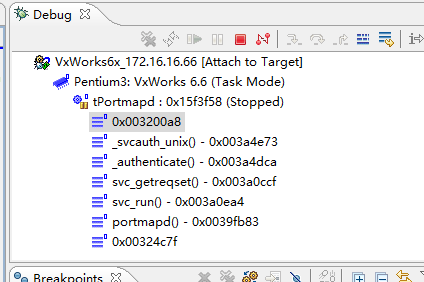 Debug
VxWorks6x_172.16.16.66 [Attach to Target]
Pentium3: VxWorks 6.6 (Task Mode)
tPortmapd : 0x15f3f58 (Stopped)
0x003200a8
_svcauth_unix() - 0x003a4e73
_authenticate() - 0x003a4dca
svc_getreqset() - 0x003a0ccf
svc_run() - 0x003a0ea4
portmapd() - 0x0039fb83
0x00324c7f
Breakpoints